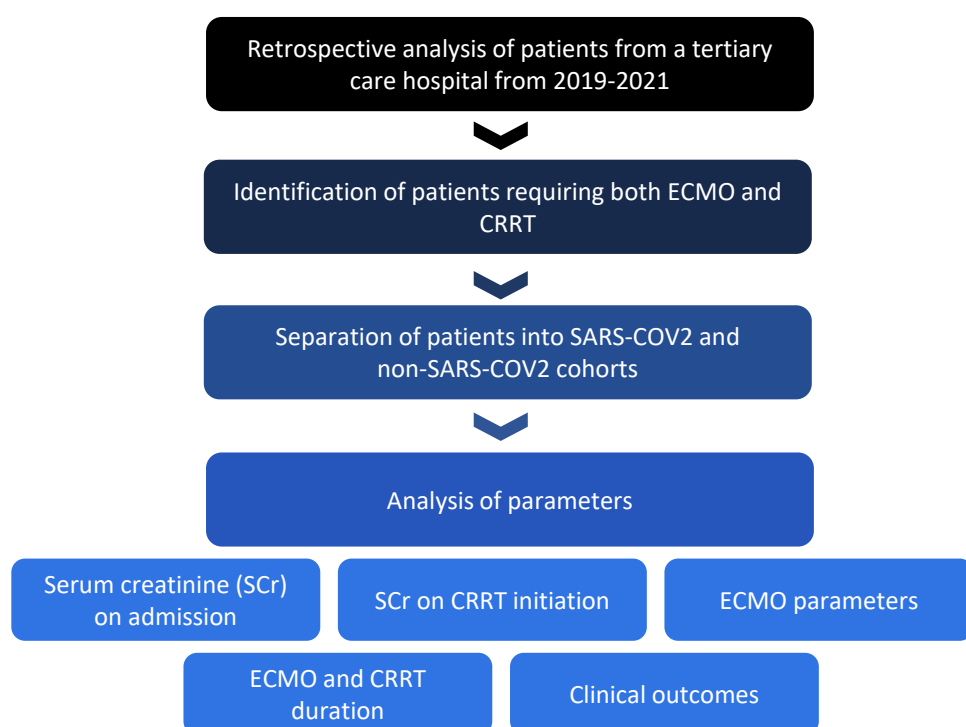 Retrospective analysis of patients from a tertiary
care hospital from 2019-2021
Identification of patients requiring both ECMO and
CRRT
Separation of patients into SARS-COV2 and
non-SARS-COV2 cohorts
Analysis of parameters
Serum creatinine (SCr)
on admission
SCr on CRRT initiation
ECMO parameters
ECMO and CRRT
duration
Clinical outcomes